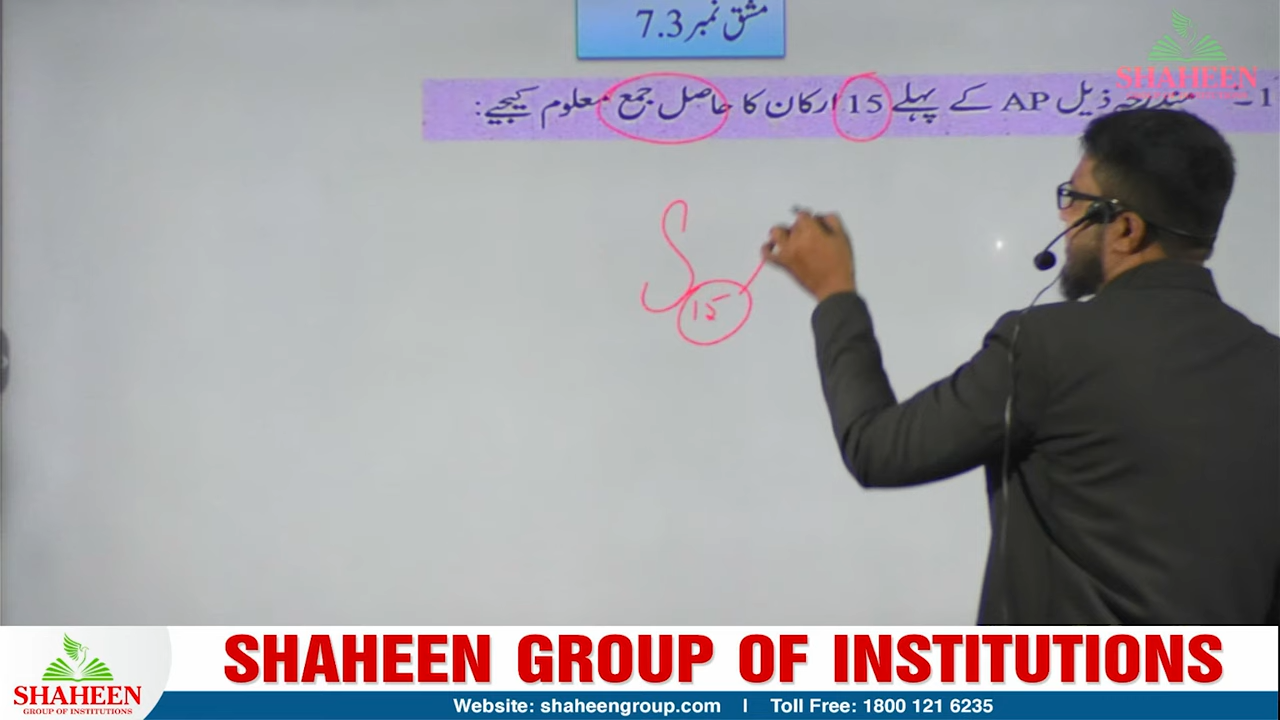 مشق نمبر 7.3
SHAHEEN
1- مندرجہ ذیل AP کے پہلے 15 ارکان کا حاصل جمع معلوم کیجیے:
S15
SHAHEEN
GROUP OF INSTITUTIONS
SHAHEEN GROUP OF INSTITUTIONS
Website: shaheengroup.com | Toll Free: 1800 121 6235